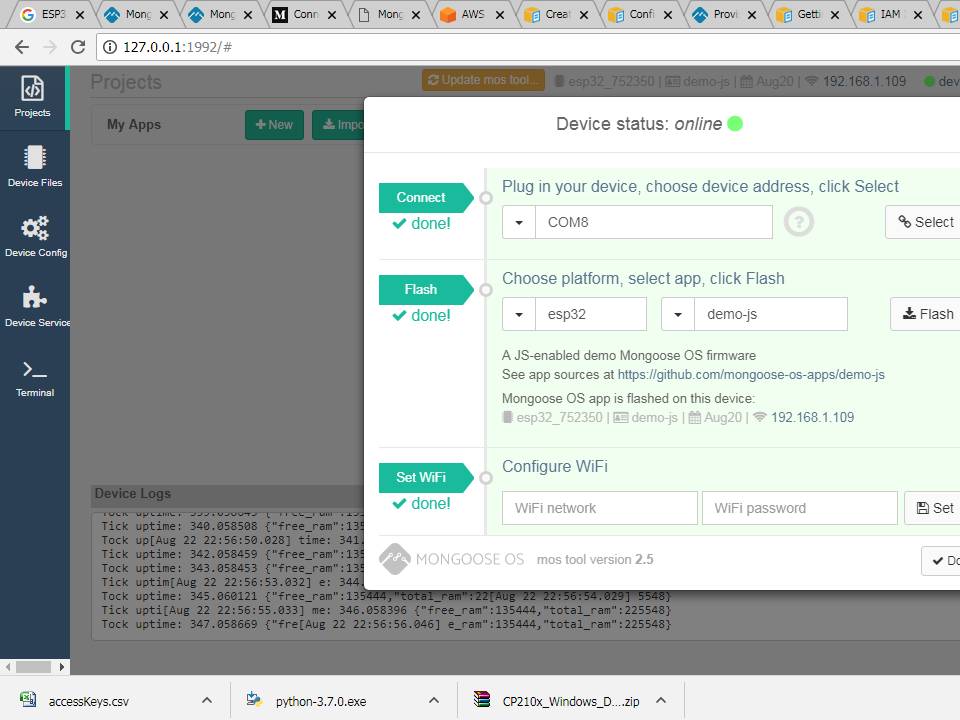 ESP3
Mong
Mong
Conn
Mong
AWS
Creat
Confi
Provi
Getti
IAM
127.0.0.1:1992/#
Projects
Update mos tool...
esp32_752350 | demo-js | Aug20 | 192.168.1.109
dev
Projects
Device Files
Device Config
Device Service
Terminal
My Apps
New
Impo
Device status: online
Connect
done!
Plug in your device, choose device address, click Select
COM8
?
Select
Flash
done!
Choose platform, select app, click Flash
esp32
demo-js
Flash
A JS-enabled demo Mongoose OS firmware
See app sources at https://github.com/mongoose-os-apps/demo-js
Mongoose OS app is flashed on this device:
esp32_752350 | demo-js | Aug20 | 192.168.1.109
Set WiFi
done!
Configure WiFi
WiFi network
WiFi password
Set
MONGOOSE OS
mos tool version 2.5
Do
Device Logs
Tick uptime: 340.058508 {"free_ram":135
Tock up[Aug 22 22:56:50.028] time: 341.
Tick uptime: 342.058459 {"free_ram":135
Tock uptime: 343.058453 {"free_ram":135
Tick uptim[Aug 22 22:56:53.032] e: 344.
Tock uptime: 345.060121 {"free_ram":135444,"total_ram":22[Aug 22 22:56:54.029] 5548}
Tick upti[Aug 22 22:56:55.033] me: 346.058396 {"free_ram":135444,"total_ram":225548}
Tock uptime: 347.058669 {"fre[Aug 22 22:56:56.046] e_ram":135444,"total_ram":225548}
accessKeys.csv
python-3.7.0.exe
CP210x_Windows_D....zip